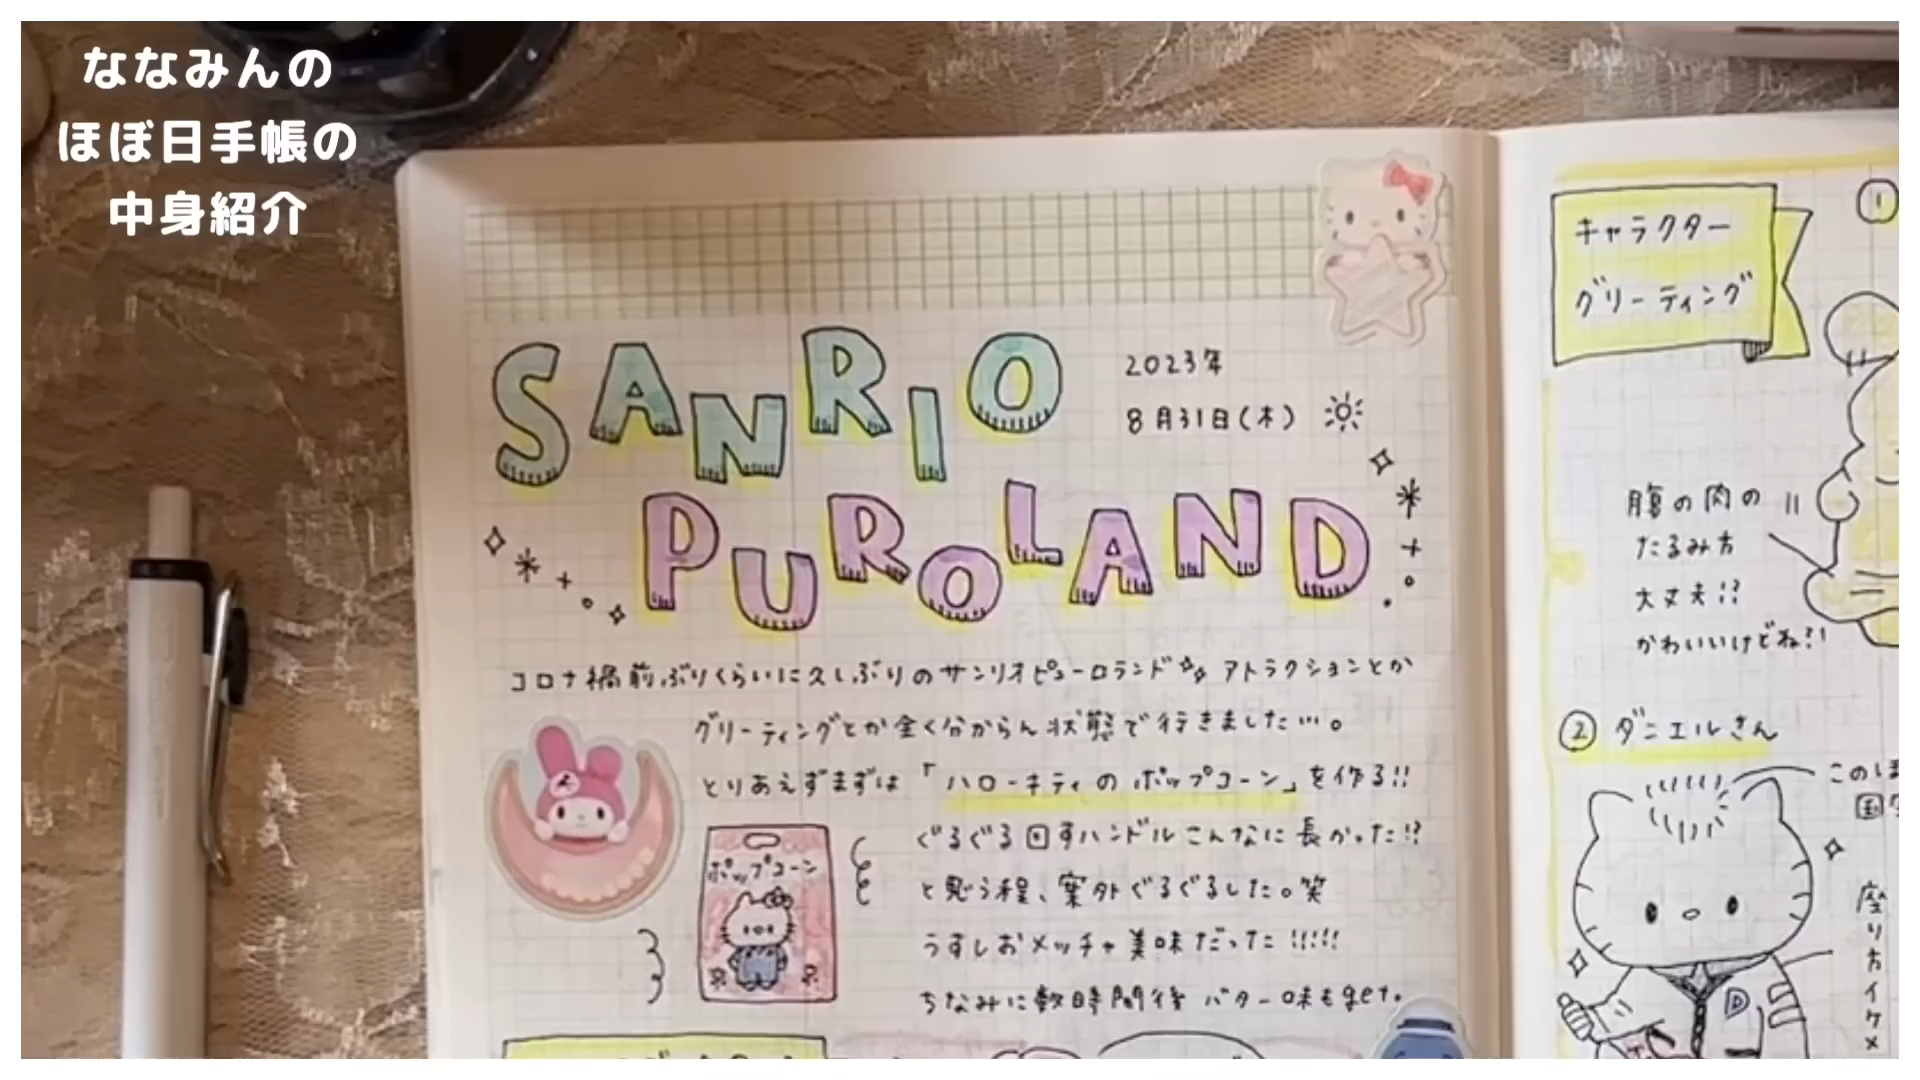 ななみんの
ほぼ日手帳の
中身紹介
SANRIO
PUROLAND
2023年
8月31日(木)
コロナ禍前ぶりくらいに久しぶりのサンリオピューロランド☆ アトラクションとか
グリーティングとか全く分からん状態で行きました…。
とりあえずまずは「ハローキティのポップコーン」を作る!!
ぐるぐる回すハンドルこんなに長かった!?
と思う程、案外ぐるぐるした。笑
うすしおメッチャ美味だった!!!!!
ちなみに数時間後 バター味もget.
ポップコーン
キャラクター
グリーティング
①
腹の肉の
たるみ方
大丈夫!?
かわいいけどね?!
② ダニエルさん
このしま
座り方イケメ
D